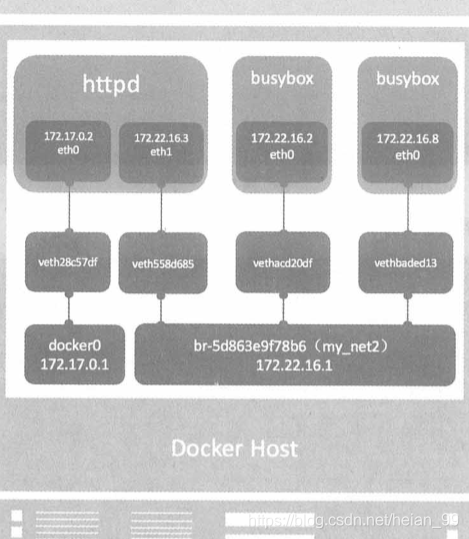 httpd
busybox
busybox
172.17.0.2
eth0
172.22.16.3
eth1
172.22.16.2
eth0
172.22.16.8
eth0
veth28c57df
veth558d685
vethacd20df
vethbaded13
docker0
172.17.0.1
br-5d863e9f78b6（my_net2）
172.22.16.1
Docker Host
https://blog.csdn.net/heian_99